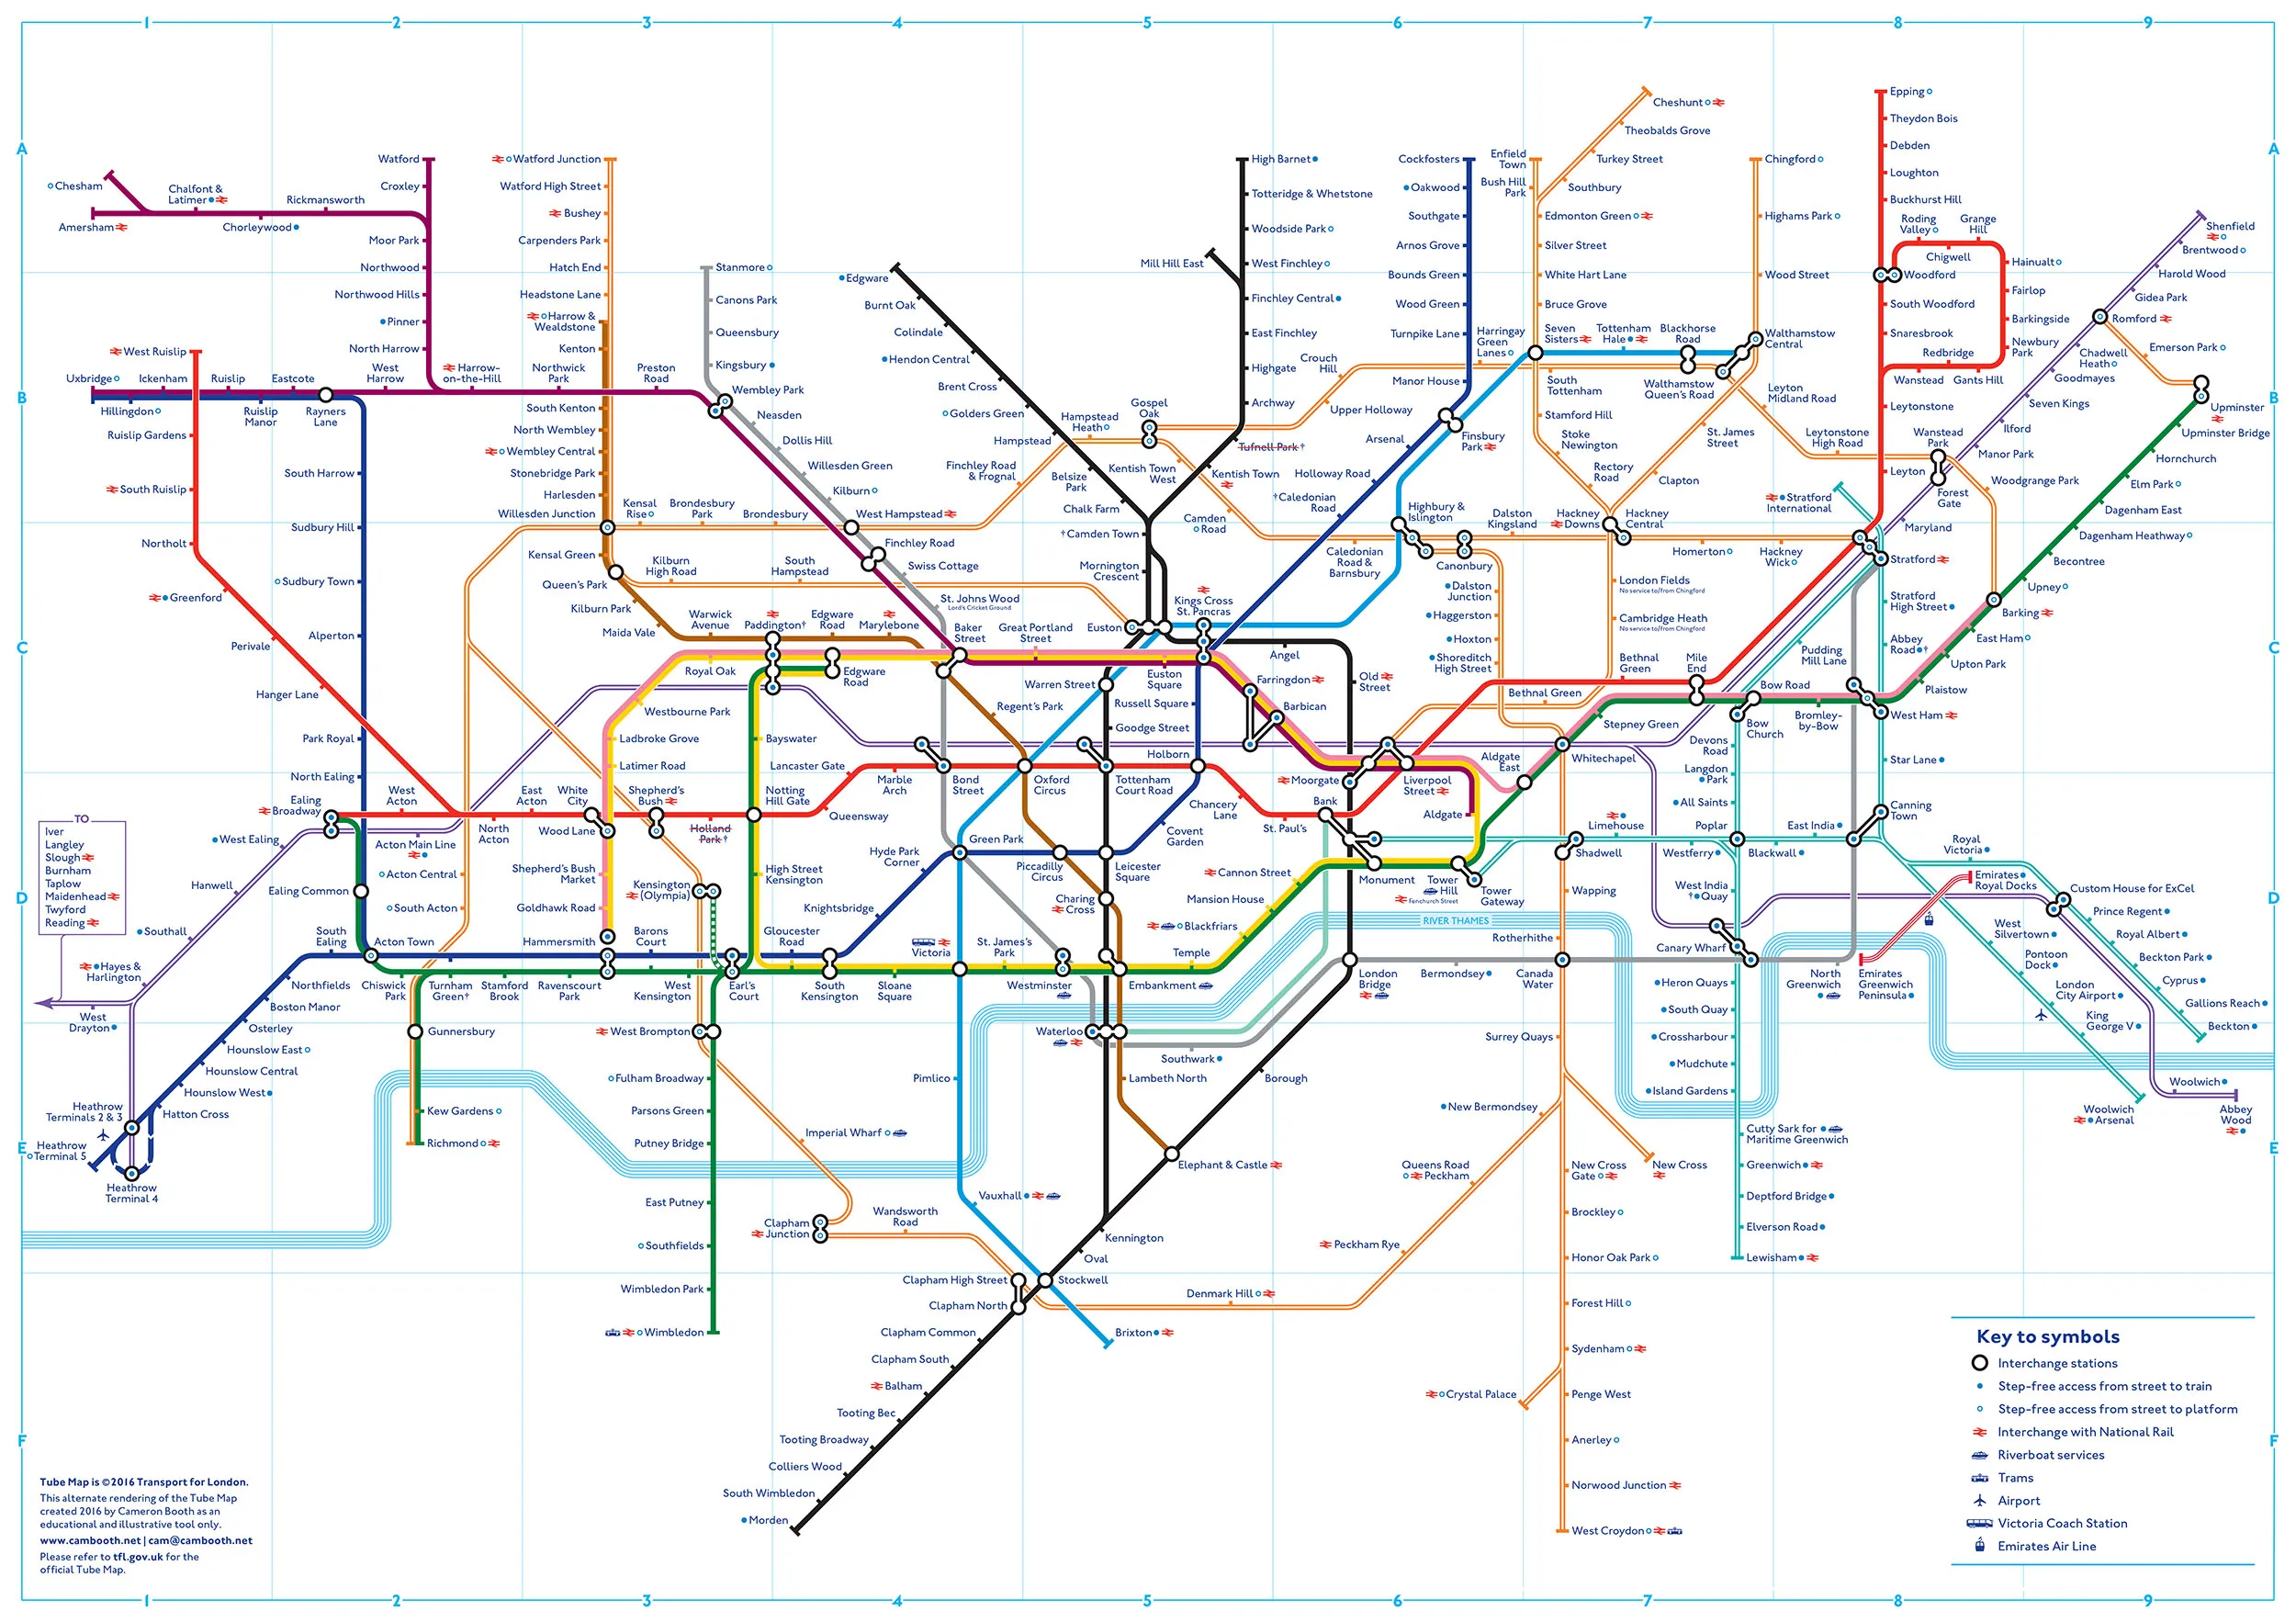 1
2
3
4
5
6
7
8
9
A
A
Chesham
Chalfont &
Latimer
Rickmansworth
Amersham
Chorleywood
Watford
Croxley
Moor Park
Northwood
Northwood Hills
Pinner
North Harrow
Harrow-
on-the-Hill
Watford Junction
Watford High Street
Bushey
Carpenders Park
Hatch End
Headstone Lane
Harrow &
Wealdstone
Kenton
Northwick
Park
Preston
Road
South Kenton
North Wembley
Wembley Central
Stonebridge Park
Harlesden
Willesden Junction
Kensal Green
Queen's Park
Kilburn Park
Maida Vale
Stanmore
Canons Park
Queensbury
Kingsbury
Wembley Park
Neasden
Dollis Hill
Willesden Green
Kilburn
West Hampstead
Finchley Road
Swiss Cottage
St. Johns Wood
Lord's Cricket Ground
Edgware
Burnt Oak
Colindale
Hendon Central
Brent Cross
Golders Green
Hampstead
Belsize
Park
Chalk Farm
Camden Town
Mornington
Crescent
Mill Hill East
High Barnet
Totteridge & Whetstone
Woodside Park
West Finchley
Finchley Central
East Finchley
Highgate
Archway
Tufnell Park †
Kentish Town
Cockfosters
Oakwood
Southgate
Arnos Grove
Bounds Green
Wood Green
Turnpike Lane
Manor House
Finsbury
Park
Arsenal
Holloway Road
† Caledonian
Road
Enfield
Town
Bush Hill
Park
Cheshunt
Theobalds Grove
Turkey Street
Southbury
Edmonton Green
Silver Street
White Hart Lane
Bruce Grove
Seven
Sisters
Tottenham
Hale
Blackhorse
Road
Walthamstow
Central
Harringay
Green
Lanes
Crouch
Hill
Upper Holloway
South
Tottenham
Stamford Hill
Stoke
Newington
Rectory
Road
Walthamstow
Queen's Road
Leyton
Midland Road
St. James
Street
Clapton
Leytonstone
High Road
Wanstead
Park
Woodgrange Park
Chingford
Highams Park
Wood Street
Epping
Theydon Bois
Debden
Loughton
Buckhurst Hill
Roding
Valley
Grange
Hill
Chigwell
Hainualt
Woodford
Fairlop
South Woodford
Barkingside
Snaresbrook
Newbury
Park
Redbridge
Wanstead
Gants Hill
Leytonstone
Leyton
Shenfield
Brentwood
Harold Wood
Gidea Park
Romford
Emerson Park
Chadwell
Heath
Goodmayes
Seven Kings
Ilford
Manor Park
Forest
Gate
Maryland
Stratford
Upminster
Upminster Bridge
Hornchurch
Elm Park
Dagenham East
Dagenham Heathway
Becontree
Upney
Barking
East Ham
Upton Park
Plaistow
West Ham
B
B
West Ruislip
Uxbridge
Ickenham
Ruislip
Eastcote
West
Harrow
Hillingdon
Ruislip
Manor
Rayners
Lane
Ruislip Gardens
South Ruislip
Northolt
Greenford
Perivale
Hanger Lane
South Harrow
Sudbury Hill
Sudbury Town
Alperton
Park Royal
North Ealing
Kensal
Rise
Brondesbury
Park
Brondesbury
Finchley Road
& Frognal
Hampstead
Heath
Gospel
Oak
Kentish Town
West
Camden
Road
Caledonian
Road &
Barnsbury
Highbury &
Islington
Canonbury
Dalston
Kingsland
Hackney
Downs
Hackney
Central
Homerton
Hackney
Wick
Stratford
International
Kilburn
High Road
South
Hampstead
Dalston
Junction
Haggerston
Hoxton
Shoreditch
High Street
London Fields
No service to/from Chingford
Cambridge Heath
No service to/from Chingford
Bethnal
Green
Bethnal Green
Mile
End
Stratford
High Street
Abbey
Road †
Pudding
Mill Lane
Bow Road
Bow
Church
Bromley-
by-Bow
Devons
Road
Langdon
Park
All Saints
Star Lane
Canning
Town
C
C
Warwick
Avenue
Paddington†
Edgware
Road
Marylebone
Baker
Street
Great Portland
Street
Euston
Kings Cross
St. Pancras
Angel
Euston
Square
Farringdon
Barbican
Old
Street
Royal Oak
Edgware
Road
Westbourne Park
Ladbroke Grove
Latimer Road
Bayswater
Lancaster Gate
Regent's Park
Warren Street
Russell Square
Goodge Street
Holborn
Stepney Green
Whitechapel
Aldgate
East
Moorgate
Liverpool
Street
Aldgate
Bank
Ealing
Broadway
West
Acton
East
Acton
White
City
Shepherd's
Bush
Notting
Hill Gate
Marble
Arch
Bond
Street
Oxford
Circus
Tottenham
Court Road
Chancery
Lane
St. Paul's
North
Acton
Wood Lane
Holland
Park †
Queensway
Covent
Garden
TO
Iver
Langley
Slough
Burnham
Taplow
Maidenhead
Twyford
Reading
West Ealing
Acton Main Line
Hanwell
Southall
Hayes &
Harlington
West
Drayton
Ealing Common
Acton Central
South Acton
South
Ealing
Acton Town
Shepherd's Bush
Market
Goldhawk Road
Hammersmith
Barons
Court
Kensington
(Olympia)
High Street
Kensington
Gloucester
Road
Knightsbridge
Hyde Park
Corner
Green Park
Piccadilly
Circus
Leicester
Square
Charing
Cross
Cannon Street
Mansion House
Blackfriars
Temple
Monument
Tower
Hill
Fenchurch Street
Tower
Gateway
Shadwell
Limehouse
Westferry
Poplar
Blackwall
East India
West India
† Quay
Canary Wharf
Wapping
Rotherhithe
Canada
Water
Bermondsey
London
Bridge
Royal
Victoria
Emirates
Royal Docks
Custom House for ExCel
Prince Regent
Royal Albert
Beckton Park
Cyprus
Gallions Reach
Beckton
West
Silvertown
Pontoon
Dock
London
City Airport
King
George V
Woolwich
Arsenal
Woolwich
Abbey
Wood
North
Greenwich
Emirates
Greenwich
Peninsula
D
D
RIVER THAMES
Northfields
Boston Manor
Osterley
Hounslow East
Hounslow Central
Hounslow West
Hatton Cross
Heathrow
Terminals 2 & 3
Heathrow
Terminal 5
Heathrow
Terminal 4
Chiswick
Park
Turnham
Green†
Stamford
Brook
Ravenscourt
Park
West
Kensington
Earl's
Court
South
Kensington
Sloane
Square
Victoria
St. James's
Park
Westminster
Embankment
Gunnersbury
Kew Gardens
Richmond
West Brompton
Fulham Broadway
Parsons Green
Putney Bridge
East Putney
Southfields
Wimbledon Park
Wimbledon
Imperial Wharf
Clapham
Junction
Wandsworth
Road
Pimlico
Vauxhall
Waterloo
Southwark
Lambeth North
Borough
Elephant & Castle
Kennington
Oval
Stockwell
Clapham High Street
Clapham North
Clapham Common
Clapham South
Balham
Tooting Bec
Tooting Broadway
Colliers Wood
South Wimbledon
Morden
Brixton
Denmark Hill
Peckham Rye
Queens Road
Peckham
New Bermondsey
Surrey Quays
New Cross
Gate
New Cross
Brockley
Honor Oak Park
Forest Hill
Sydenham
Crystal Palace
Penge West
Anerley
Norwood Junction
West Croydon
Heron Quays
South Quay
Crossharbour
Mudchute
Island Gardens
Cutty Sark for
Maritime Greenwich
Greenwich
Deptford Bridge
Elverson Road
Lewisham
E
E
F
F
Key to symbols
Interchange stations
Step-free access from street to train
Step-free access from street to platform
Interchange with National Rail
Riverboat services
Trams
Airport
Victoria Coach Station
Emirates Air Line
Tube Map is ©2016 Transport for London.
This alternate rendering of the Tube Map
created 2016 by Cameron Booth as an
educational and illustrative tool only.
www.cambooth.net | cam@cambooth.net
Please refer to tfl.gov.uk for the
official Tube Map.
1
2
3
4
5
6
7
8
9